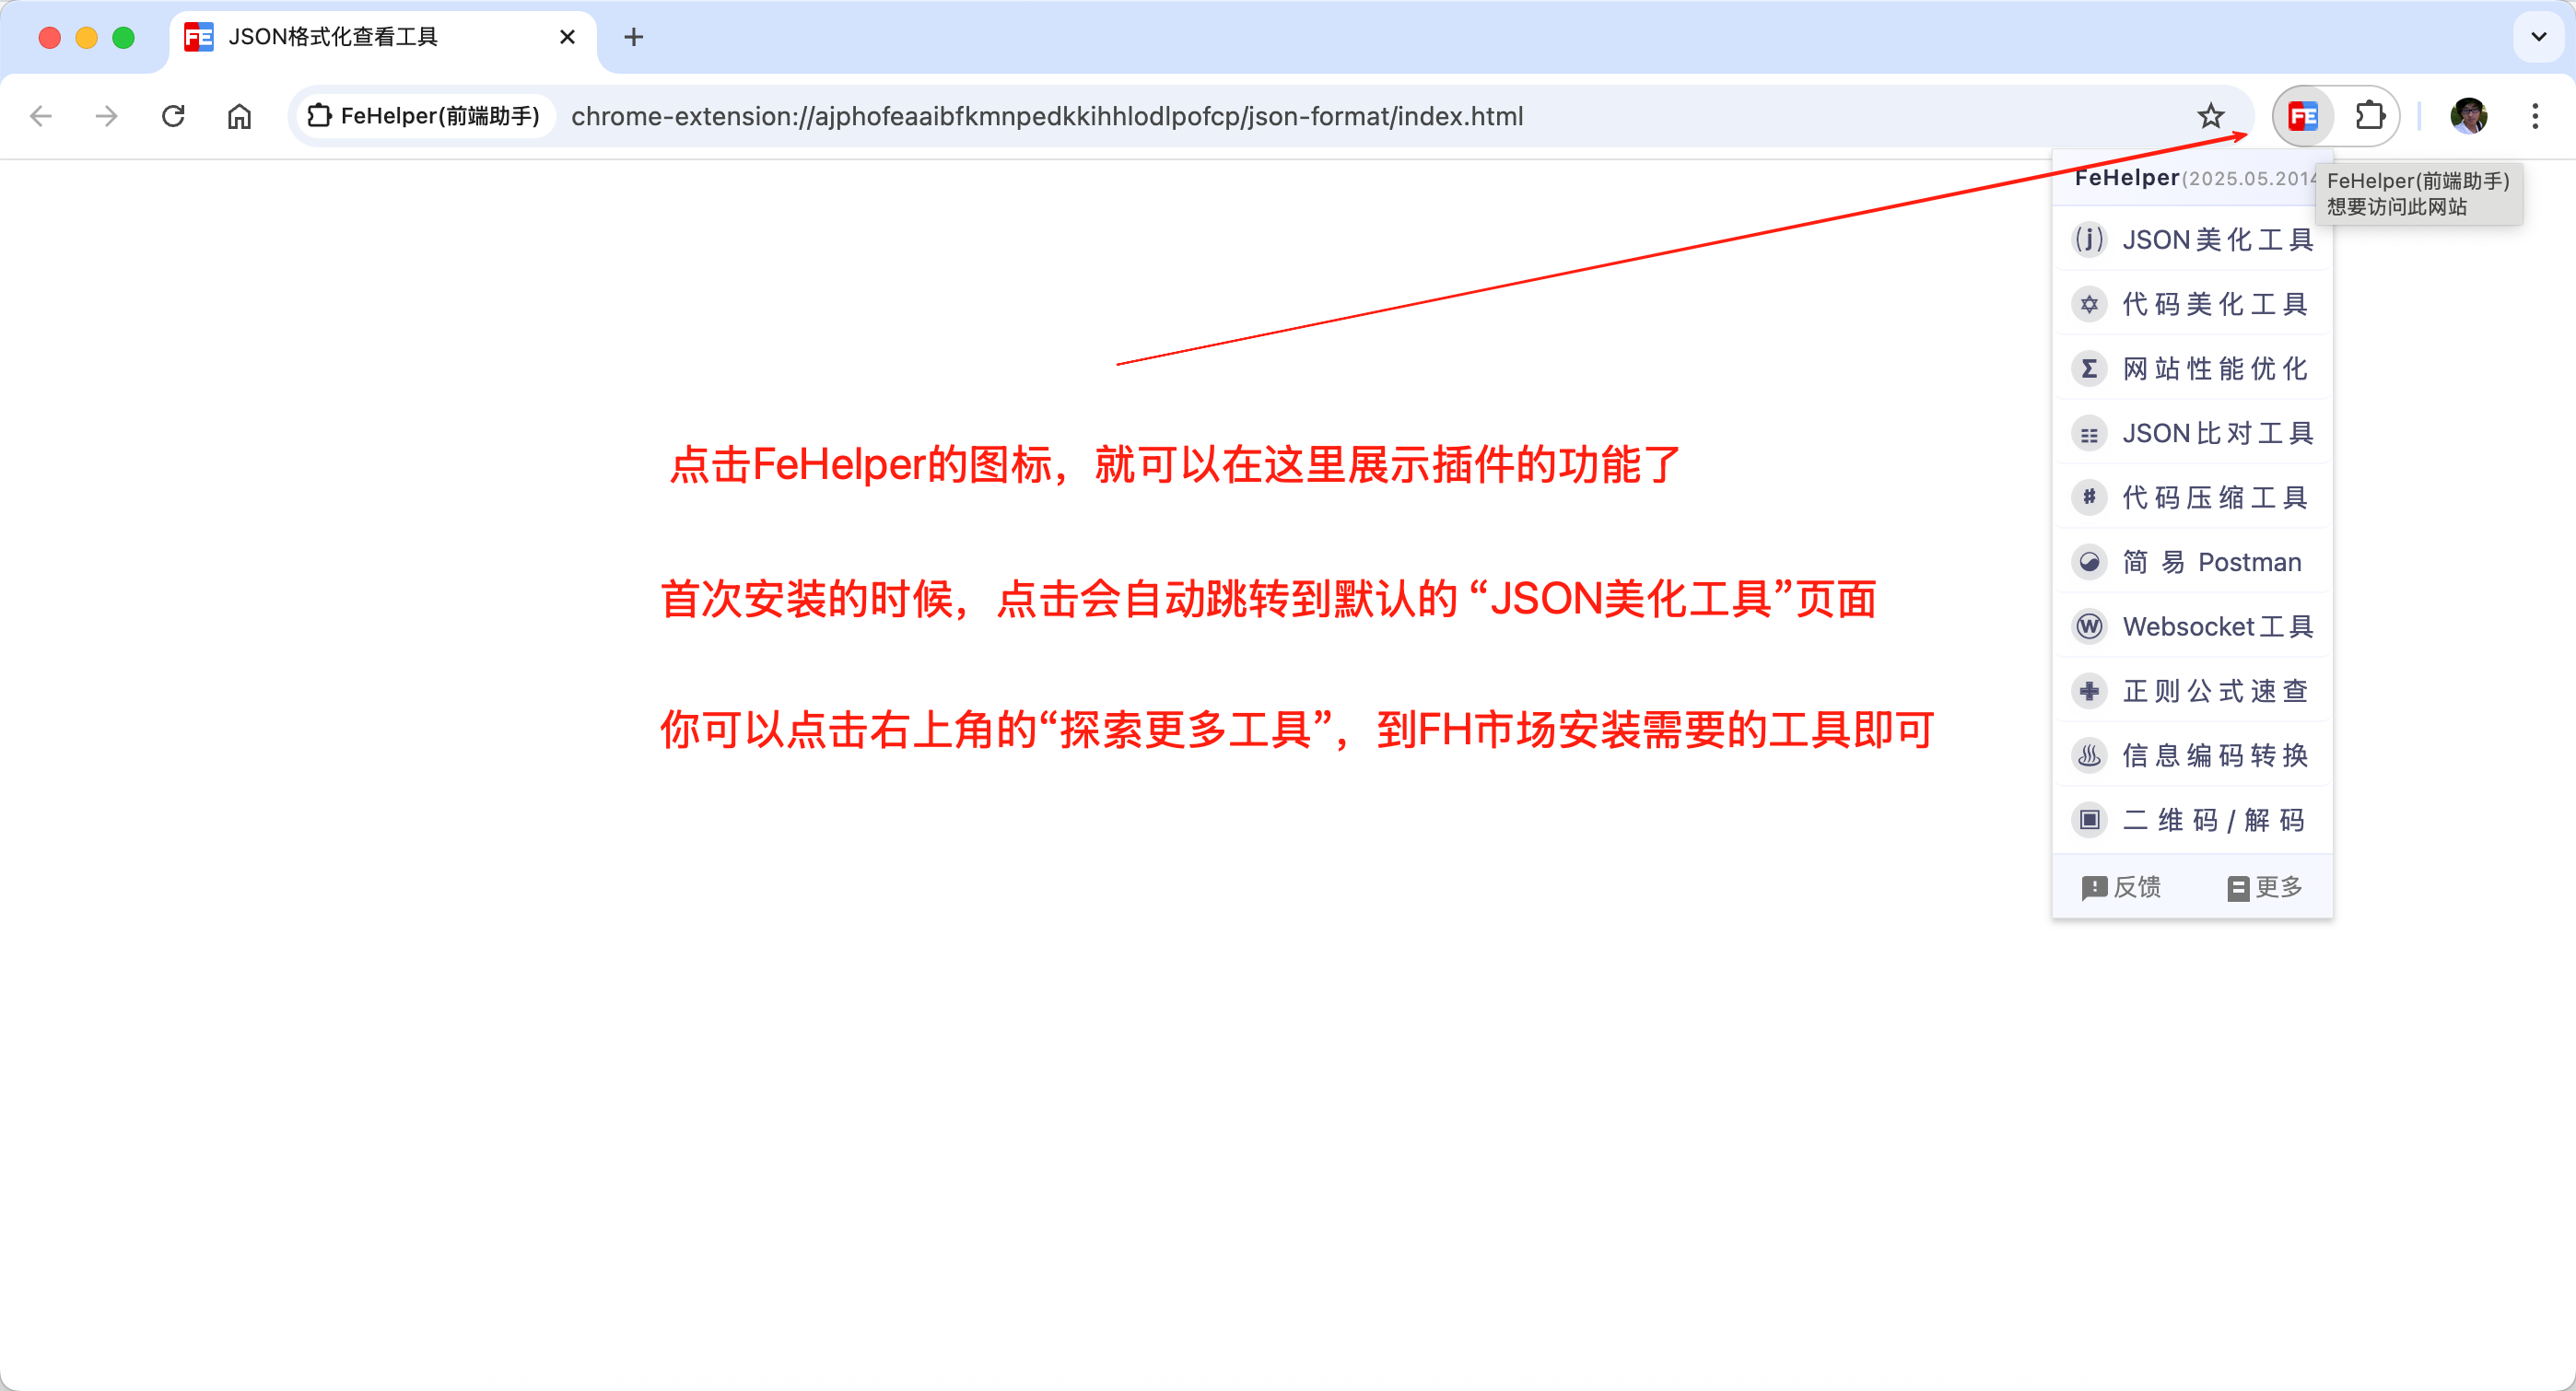 FE JSON格式化查看工具
FeHelper(前端助手) chrome-extension://ajphofeaaibfkmnpedkkihhlodlpofcp/json-format/index.html FE
FeHelper(2025.05.2014
FeHelper(前端助手)
想要访问此网站
(j) JSON美化工具
代码美化工具
Σ 网站性能优化
点击FeHelper的图标，就可以在这里展示插件的功能了
JSON比对工具
# 代码压缩工具
简易 Postman
首次安装的时候，点击会自动跳转到默认的 “JSON美化工具”页面
W Websocket工具
正则公式速查
你可以点击右上角的“探索更多工具”，到FH市场安装需要的工具即可
信息编码转换
二维码/解码
反馈 更多